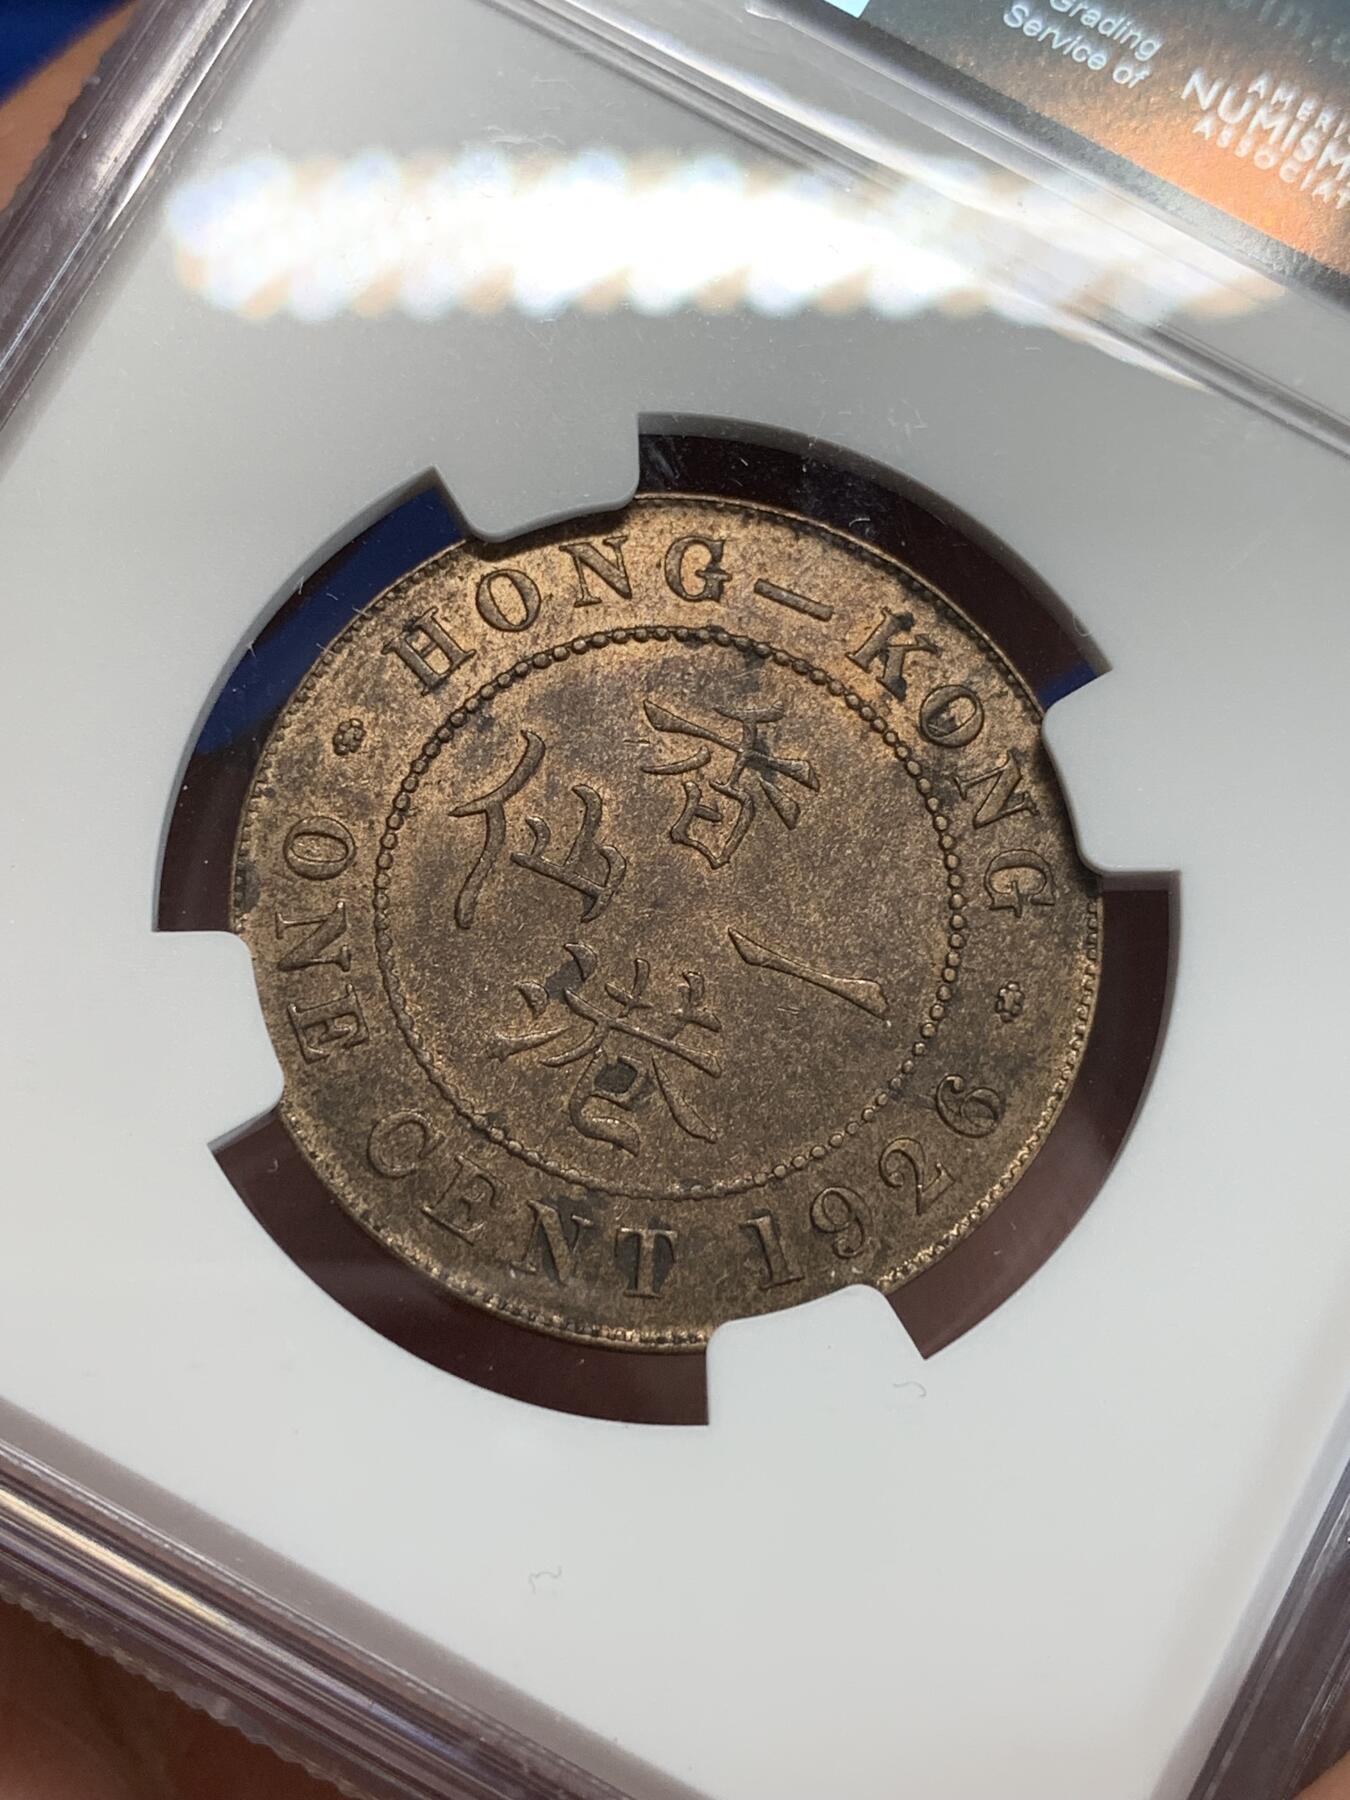 Grading
Service of
NUMISM
HONG–KONG
ONE CENT 1926
香港
一仙